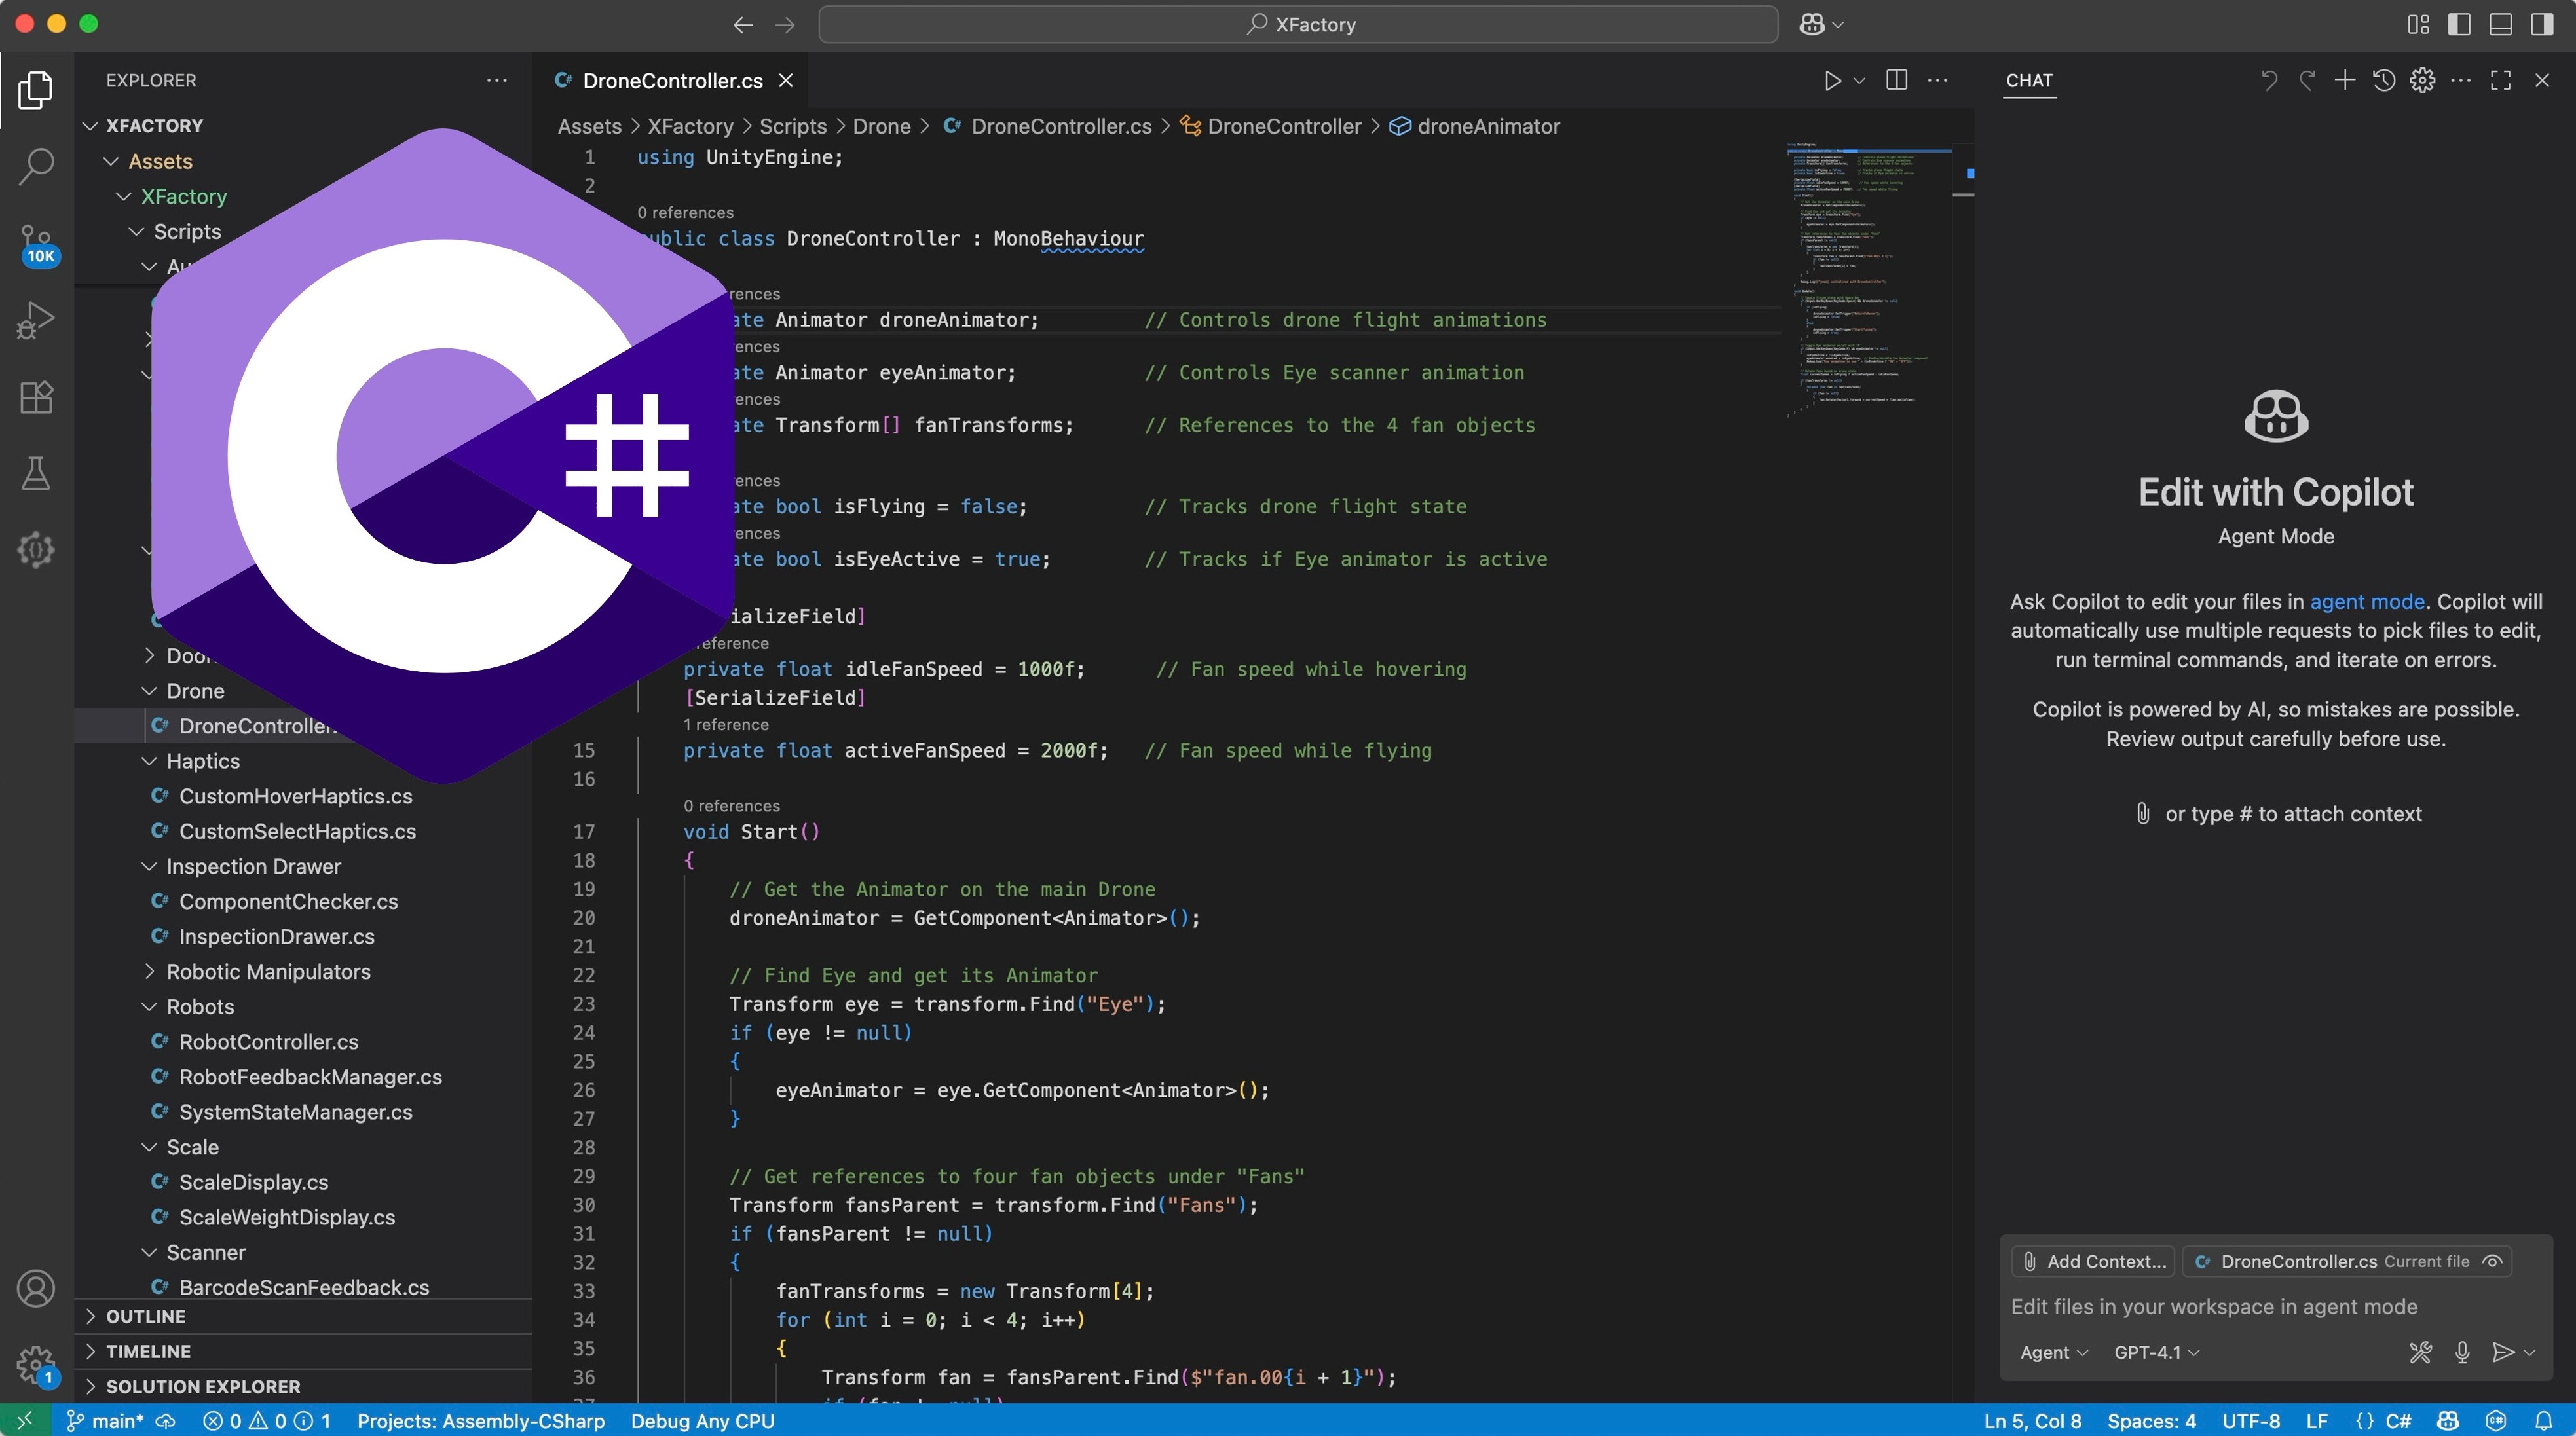 XFactory
EXPLORER
XFACTORY
Assets
XFactory
Scripts
Drone
DroneController.
Haptics
CustomHoverHaptics.cs
CustomSelectHaptics.cs
Inspection Drawer
ComponentChecker.cs
InspectionDrawer.cs
Robotic Manipulators
Robots
RobotController.cs
RobotFeedbackManager.cs
SystemStateManager.cs
Scale
ScaleDisplay.cs
ScaleWeightDisplay.cs
Scanner
BarcodeScanFeedback.cs
OUTLINE
TIMELINE
SOLUTION EXPLORER
10K
1
C#
C# DroneController.cs
Assets > XFactory > Scripts > Drone > C# DroneController.cs > DroneController > droneAnimator
1 using UnityEngine;
2
0 references
public class DroneController : MonoBehaviour
rences
ate Animator droneAnimator; // Controls drone flight animations
ences
ate Animator eyeAnimator; // Controls Eye scanner animation
ences
ate Transform[] fanTransforms; // References to the 4 fan objects
ences
ate bool isFlying = false; // Tracks drone flight state
ences
ate bool isEyeActive = true; // Tracks if Eye animator is active
ializeField]
eference
private float idleFanSpeed = 1000f; // Fan speed while hovering
[SerializeField]
1 reference
15 private float activeFanSpeed = 2000f; // Fan speed while flying
16
0 references
17 void Start()
18 {
19 // Get the Animator on the main Drone
20 droneAnimator = GetComponent<Animator>();
21
22 // Find Eye and get its Animator
23 Transform eye = transform.Find("Eye");
24 if (eye != null)
25 {
26 eyeAnimator = eye.GetComponent<Animator>();
27 }
28
29 // Get references to four fan objects under "Fans"
30 Transform fansParent = transform.Find("Fans");
31 if (fansParent != null)
32 {
33 fanTransforms = new Transform[4];
34 for (int i = 0; i < 4; i++)
35 {
36 Transform fan = fansParent.Find($"fan.00{i + 1}");
CHAT
Edit with Copilot
Agent Mode
Ask Copilot to edit your files in agent mode. Copilot will
automatically use multiple requests to pick files to edit,
run terminal commands, and iterate on errors.
Copilot is powered by AI, so mistakes are possible.
Review output carefully before use.
or type # to attach context
Add Context... C# DroneController.cs Current file
Edit files in your workspace in agent mode
Agent GPT-4.1
main* 0 0 1 Projects: Assembly-CSharp Debug Any CPU
Ln 5, Col 8 Spaces: 4 UTF-8 LF {} C#